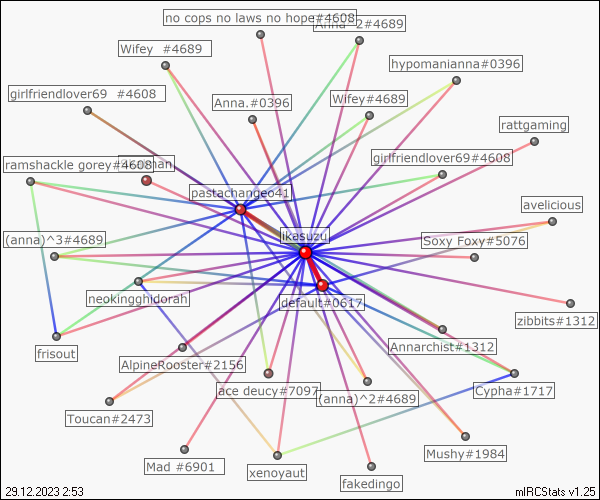 no cops no laws no hope#4608
Anna^2#4689
Wifey  #4689
hypomanianna#0396
girlfriendlover69  #4608
Anna.#0396
Wifey#4689
rattgaming
ramshackle gorey#4608
girlfriendlover69#4608
pastachangeo41
avelicious
(anna)^3#4689
likesuzu
Soxy Foxy#5076
neokingghidorah
default#0617
zibbits#1312
frisout
Annarchist#1312
AlpineRooster#2156
ace deucy#7097
(anna)^2#4689
Cypha#1717
Toucan#2473
Mushy#1984
Mad #6901
xenoyaut
fakedingo
29.12.2023 2:53
mIRCStats v1.25